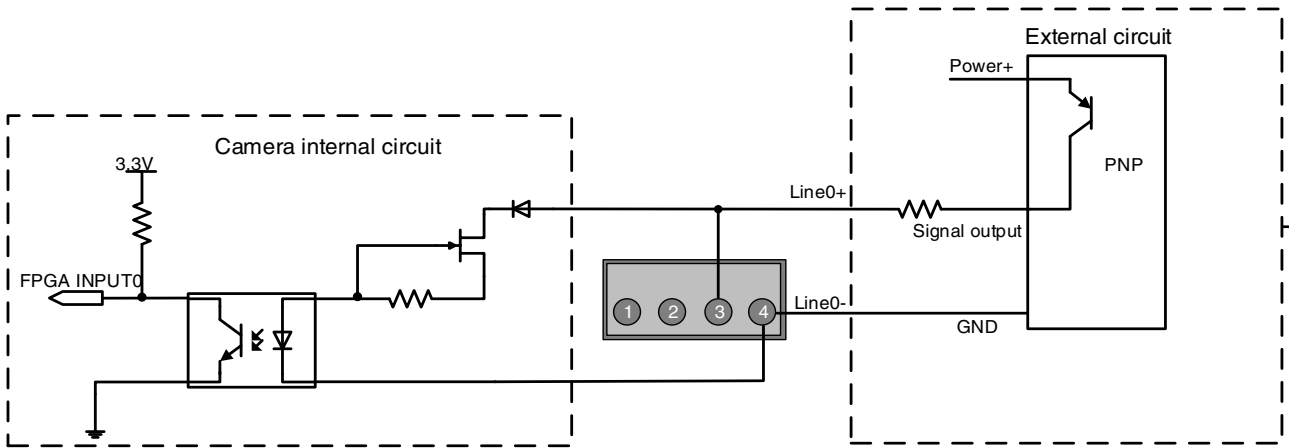 External circuit
Power+
PNP
Camera internal circuit
3.3V
Line0+
Signal output
FPGA INPUT0
1 2 3 4
Line0-
GND